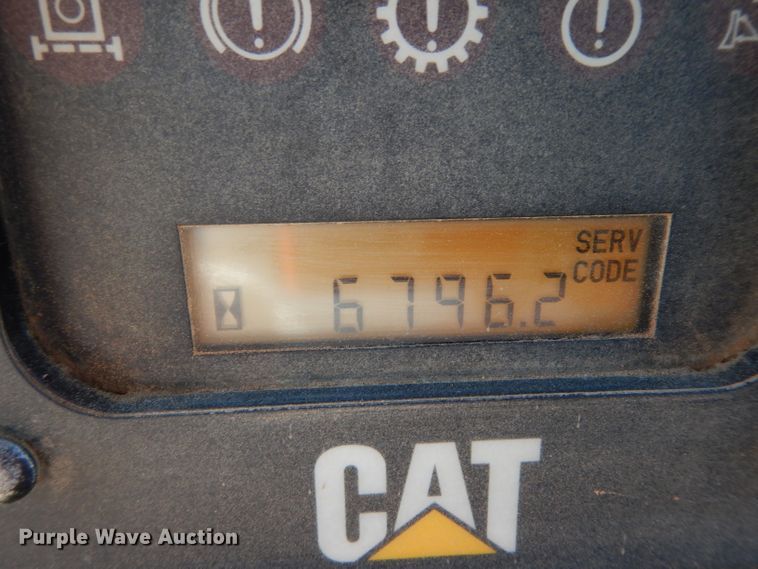 SERV
CODE
6796.2
CAT
Purple Wave Auction